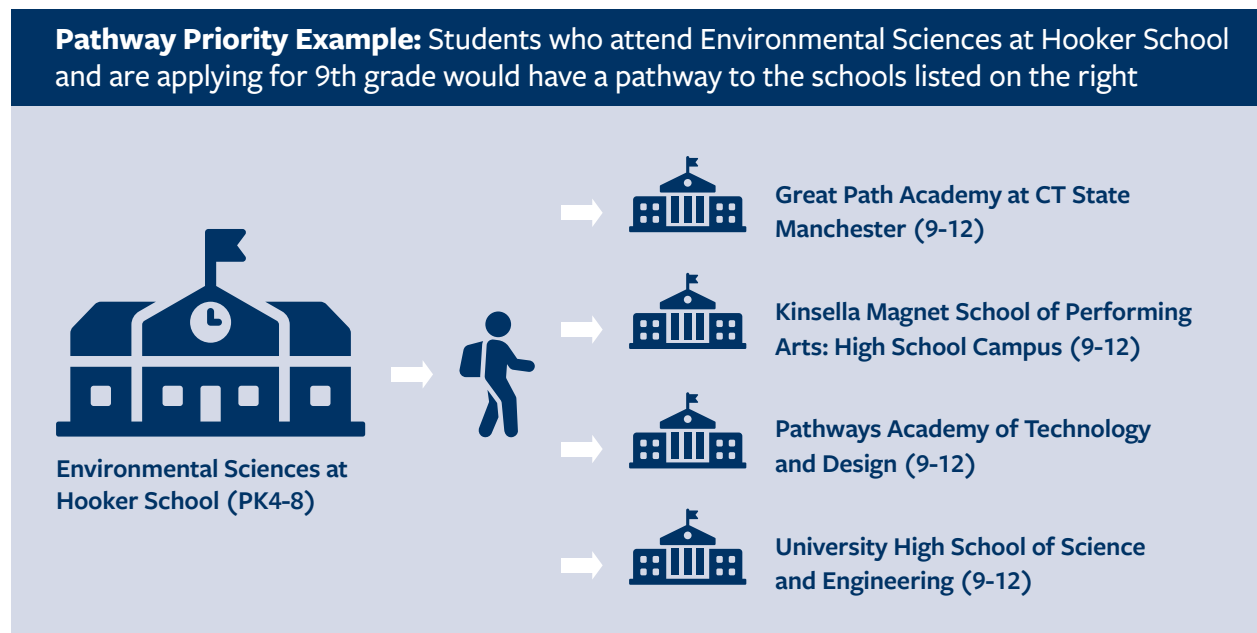 Pathway Priority Example: Students who attend Environmental Sciences at Hooker School
and are applying for 9th grade would have a pathway to the schools listed on the right
Environmental Sciences at
Hooker School (PK4-8)
Great Path Academy at CT State
Manchester (9-12)
Kinsella Magnet School of Performing
Arts: High School Campus (9-12)
Pathways Academy of Technology
and Design (9-12)
University High School of Science
and Engineering (9-12)